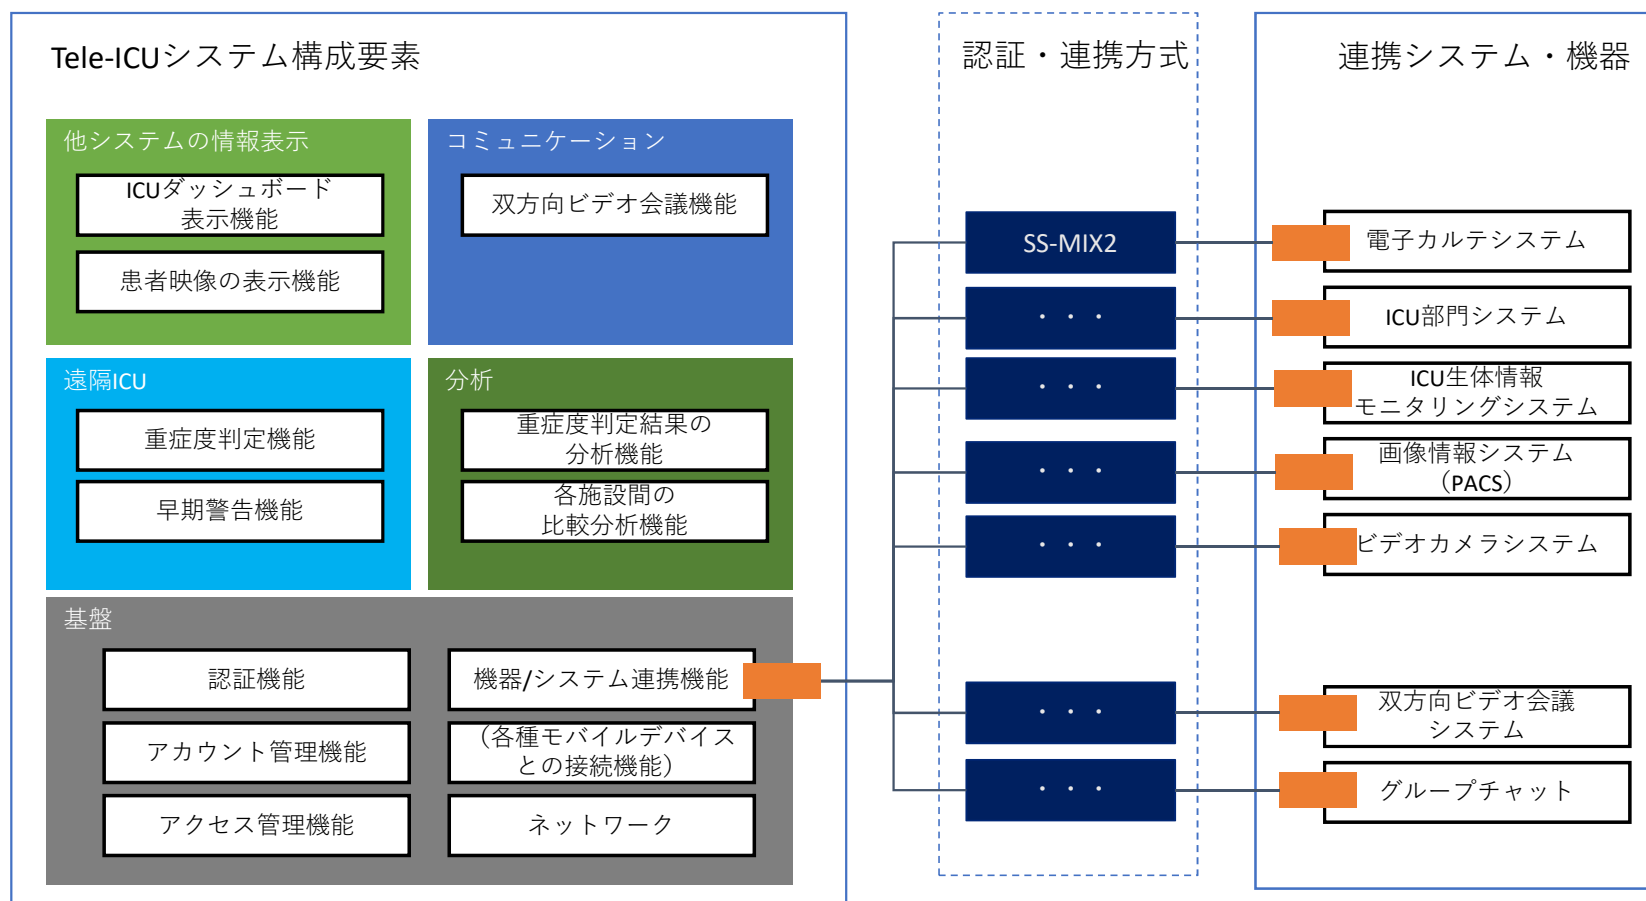 Tele-ICUシステム構成要素
他システムの情報表示
ICUダッシュボード
表示機能
患者映像の表示機能
コミュニケーション
双方向ビデオ会議機能
遠隔ICU
重症度判定機能
早期警告機能
分析
重症度判定結果の
分析機能
各施設間の
比較分析機能
基盤
認証機能
機器/システム連携機能
アカウント管理機能
（各種モバイルデバイス
との接続機能）
アクセス管理機能
ネットワーク
認証・連携方式
SS-MIX2
・・・
・・・
・・・
・・・
・・・
・・・
連携システム・機器
電子カルテシステム
ICU部門システム
ICU生体情報
モニタリングシステム
画像情報システム
（PACS）
ビデオカメラシステム
双方向ビデオ会議
システム
グループチャット